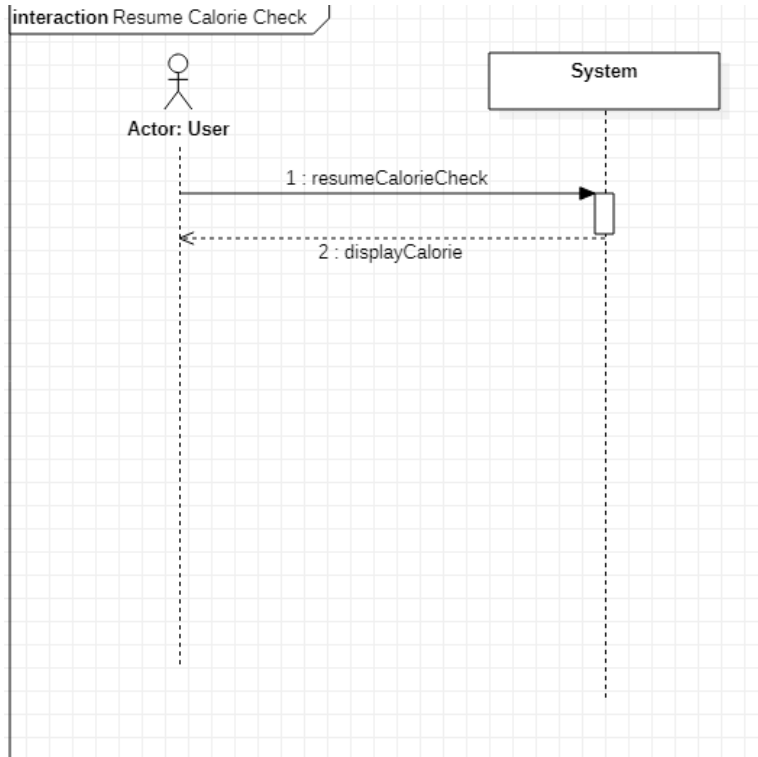 interaction Resume Calorie Check
System
Actor: User
1 : resumeCalorieCheck
2 : displayCalorie